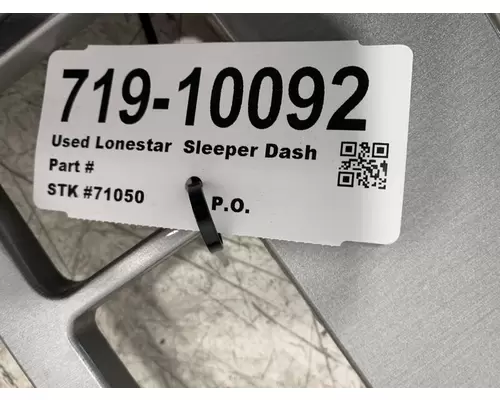 719-10092
Used Lonestar Sleeper Dash
Part #
STK #71050 P.O.